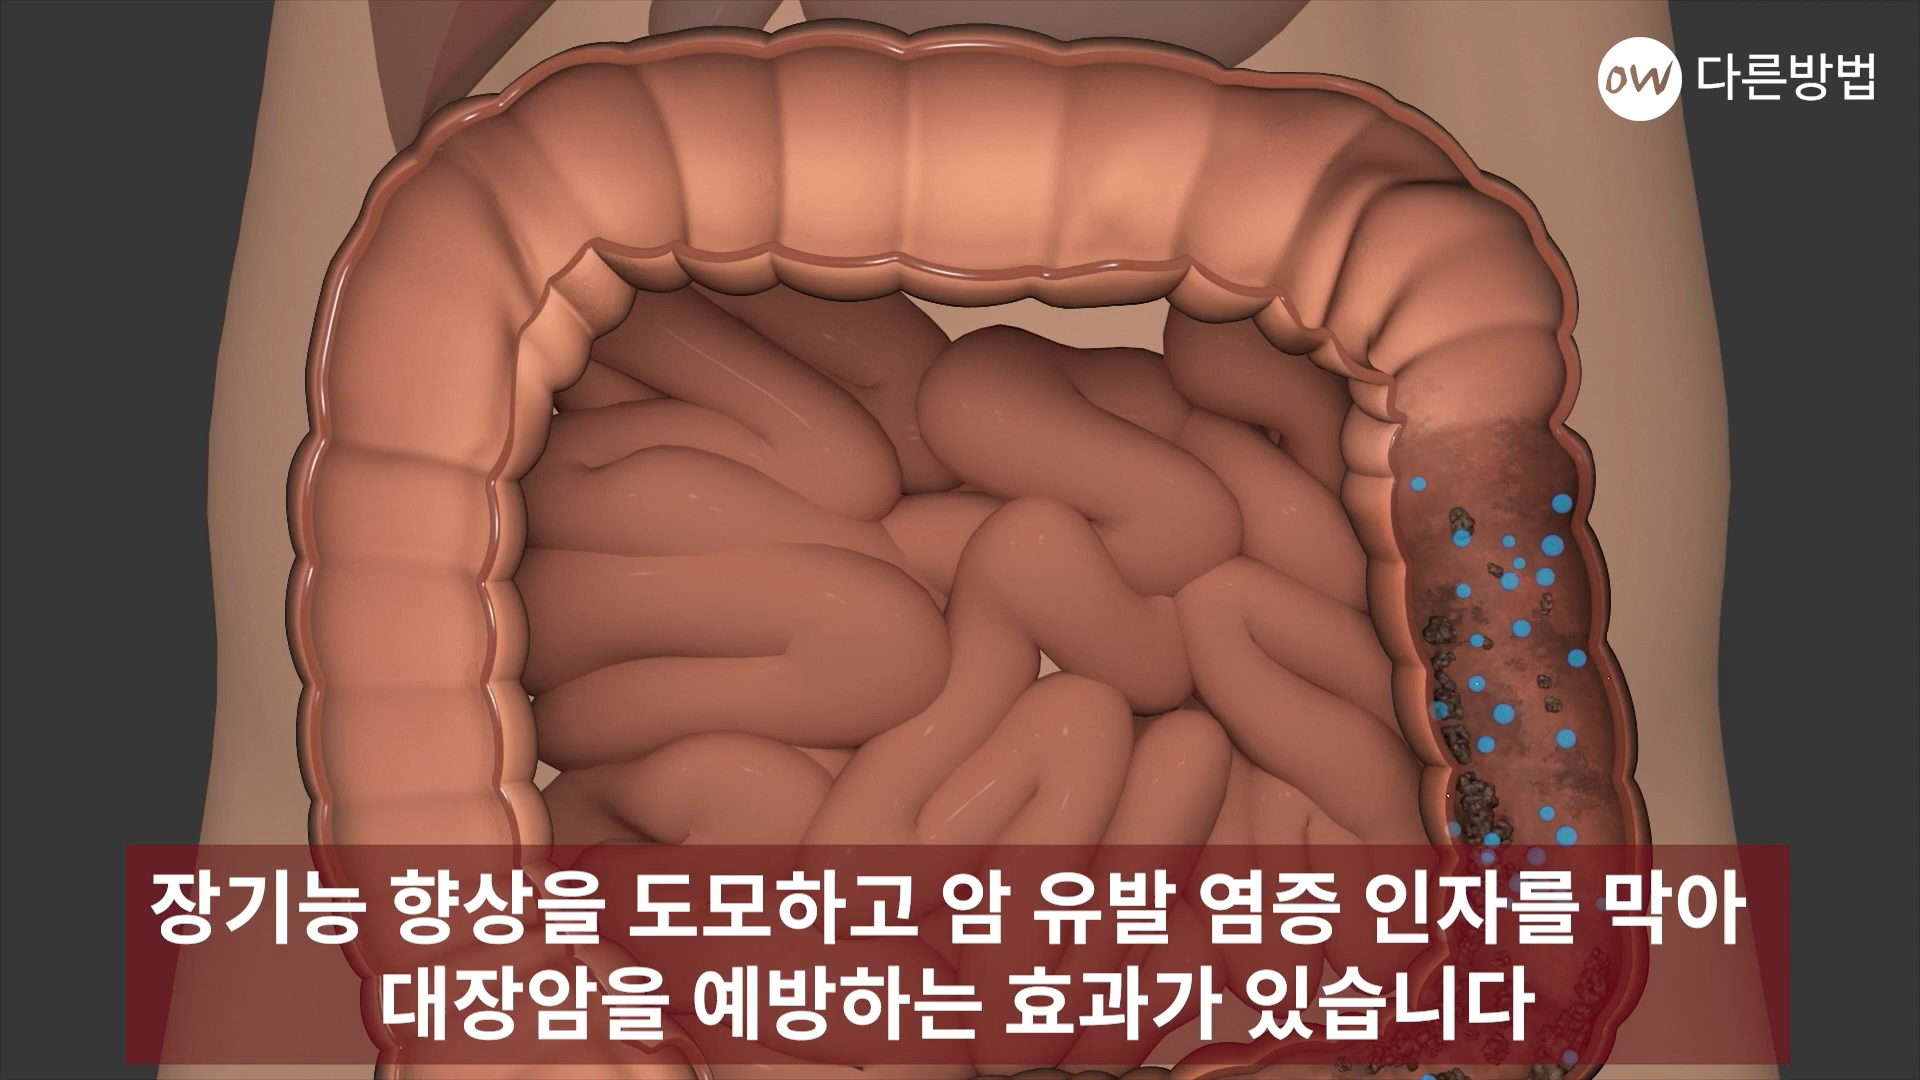 ow 다른방법
장기능 향상을 도모하고 암 유발 염증 인자를 막아
대장암을 예방하는 효과가 있습니다